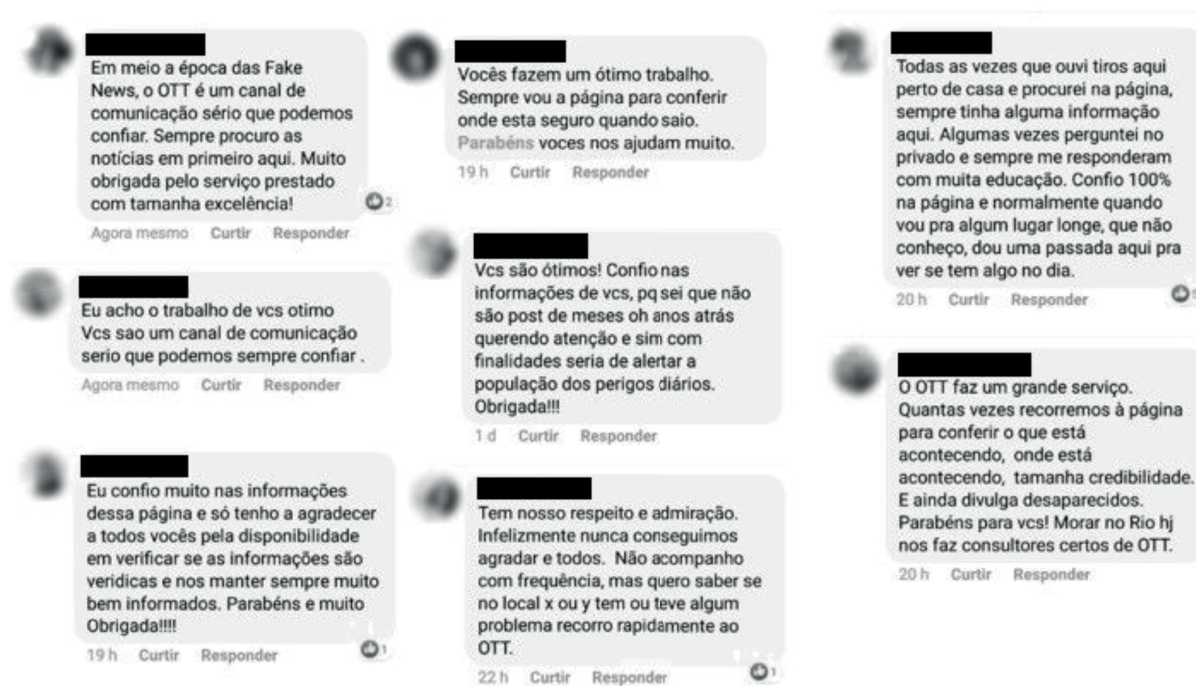 Em meio a época das Fake
News, o OTT é um canal de
comunicação sério que podemos
confiar. Sempre procuro as
notícias em primeiro aqui. Muito
obrigada pelo serviço prestado
com tamanha excelência!
2
Agora mesmo Curtir Responder
Eu acho o trabalho de vcs otimo
Vcs sao um canal de comunicação
serio que podemos sempre confiar .
Agora mesmo Curtir Responder
Eu confio muito nas informações
dessa página e só tenho a agradecer
a todos vocês pela disponibilidade
em verificar se as informações são
veridicas e nos manter sempre muito
bem informados. Parabéns e muito
Obrigada!!!!
1
19 h Curtir Responder
Vocês fazem um ótimo trabalho.
Sempre vou a página para conferir
onde esta seguro quando saio.
Parabéns voces nos ajudam muito.
19 h Curtir Responder
Vcs são ótimos! Confio nas
informações de vcs, pq sei que não
são post de meses oh anos atrás
querendo atenção e sim com
finalidades seria de alertar a
população dos perigos diários.
Obrigada!!!
1 d Curtir Responder
Tem nosso respeito e admiração.
Infelizmente nunca conseguimos
agradar e todos. Não acompanho
com frequência, mas quero saber se
no local x ou y tem ou teve algum
problema recorro rapidamente ao
OTT.
1
22 h Curtir Responder
Todas as vezes que ouvi tiros aqui
perto de casa e procurei na página,
sempre tinha alguma informação
aqui. Algumas vezes perguntei no
privado e sempre me responderam
com muita educação. Confio 100%
na página e normalmente quando
vou pra algum lugar longe, que não
conheço, dou uma passada aqui pra
ver se tem algo no dia.
20 h Curtir Responder
O OTT faz um grande serviço.
Quantas vezes recorremos à página
para conferir o que está
acontecendo, onde está
acontecendo, tamanha credibilidade.
E ainda divulga desaparecidos.
Parabéns para vcs! Morar no Rio hj
nos faz consultores certos de OTT.
20 h Curtir Responder